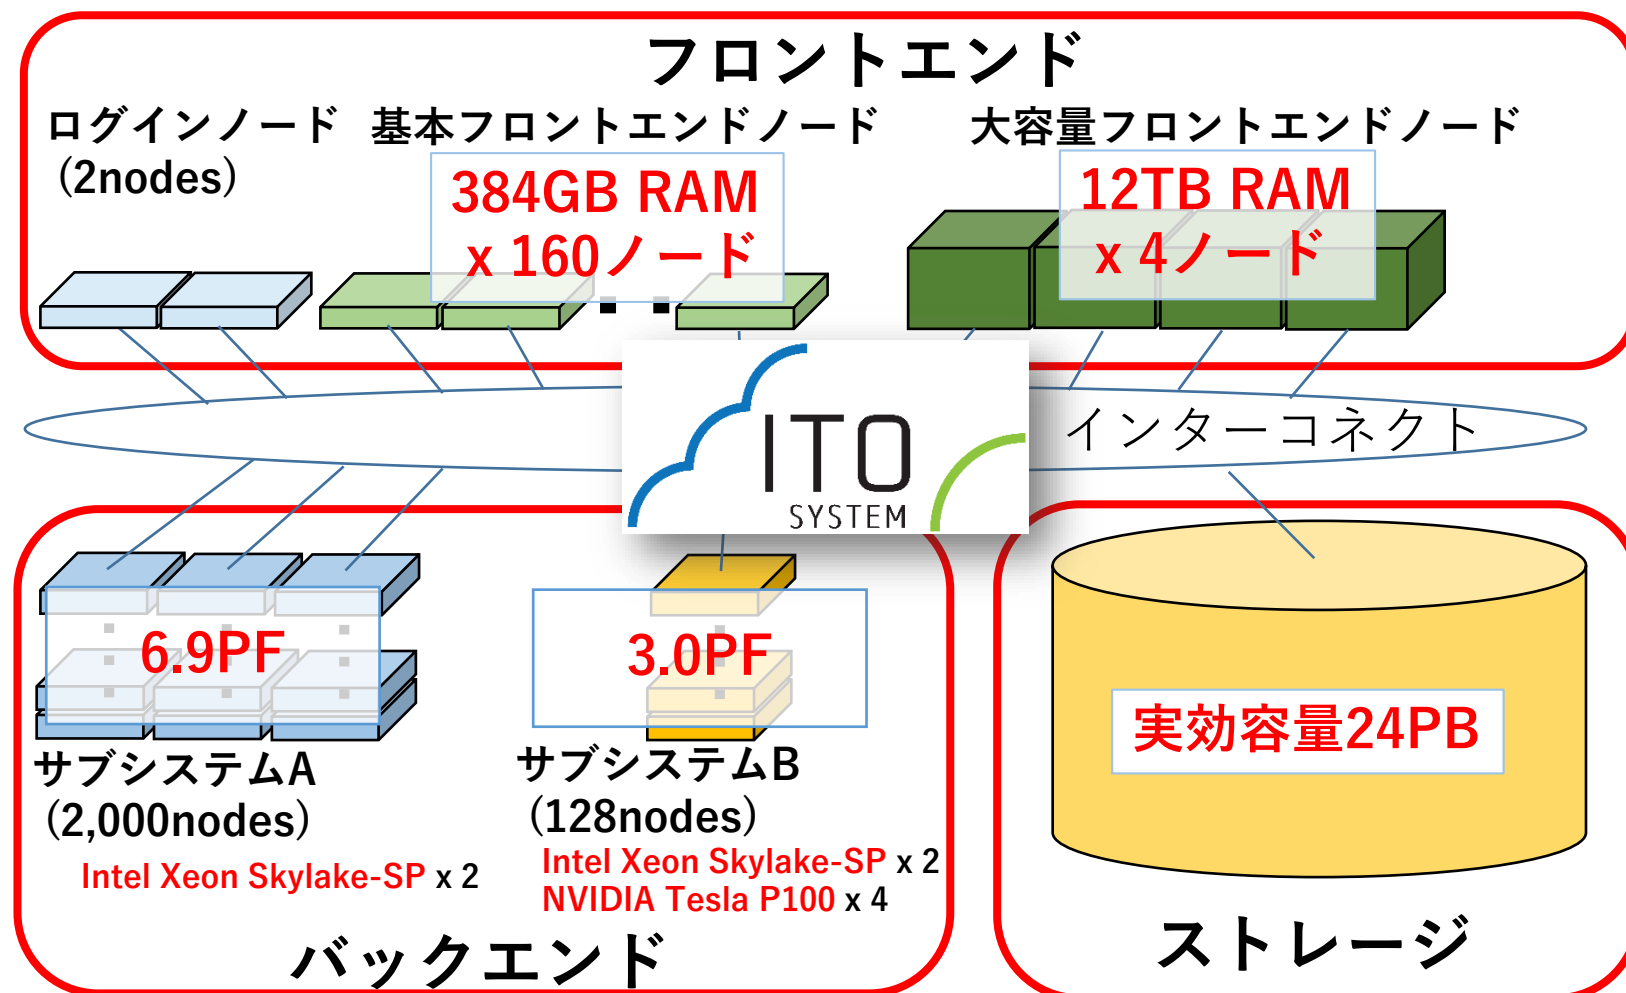 フロントエンド
ログインノード
(2nodes)
基本フロントエンドノード
384GB RAM
x 160ノード
大容量フロントエンドノード
12TB RAM
x 4ノード
ITO
SYSTEM
インターコネクト
6.9PF
サブシステムA
(2,000nodes)
Intel Xeon Skylake-SP x 2
3.0PF
サブシステムB
(128nodes)
Intel Xeon Skylake-SP x 2
NVIDIA Tesla P100 x 4
バックエンド
実効容量24PB
ストレージ